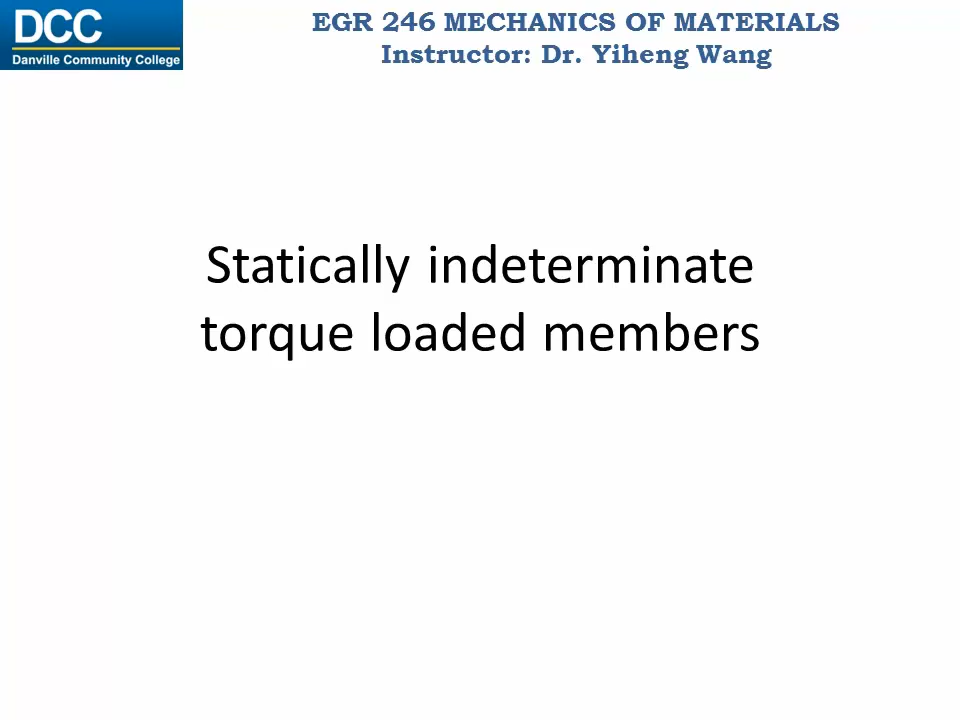 DCC
Danville Community College
EGR 246 MECHANICS OF MATERIALS
Instructor: Dr. Yiheng Wang
Statically indeterminate
torque loaded members